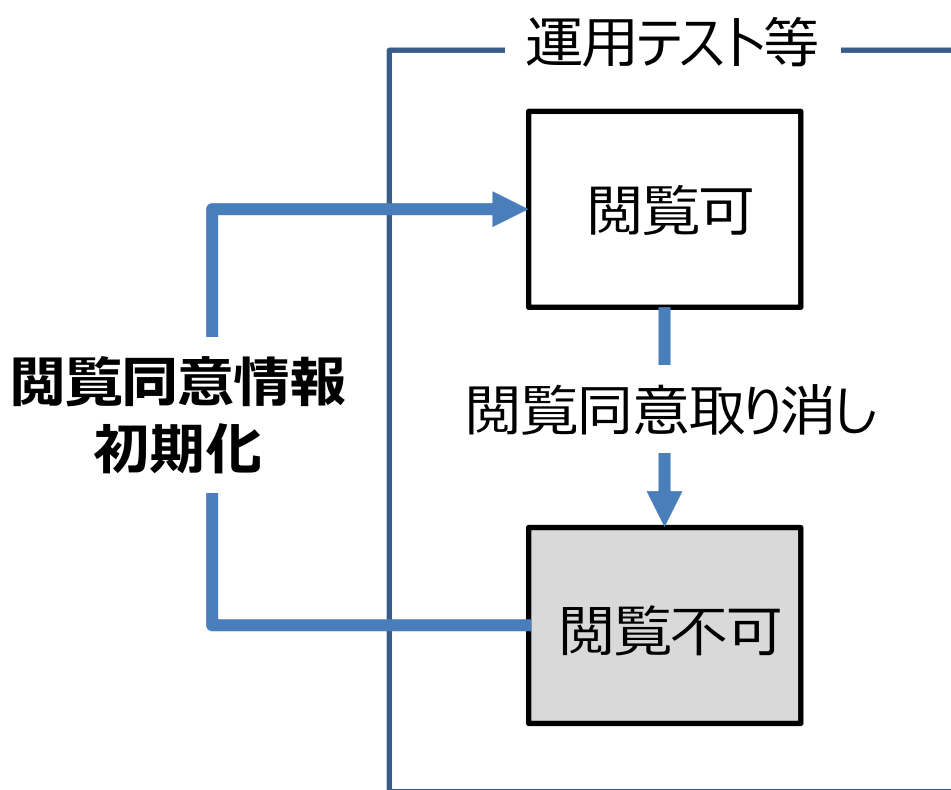 運用テスト等
閲覧可
閲覧同意情報
初期化
閲覧同意取り消し
閲覧不可